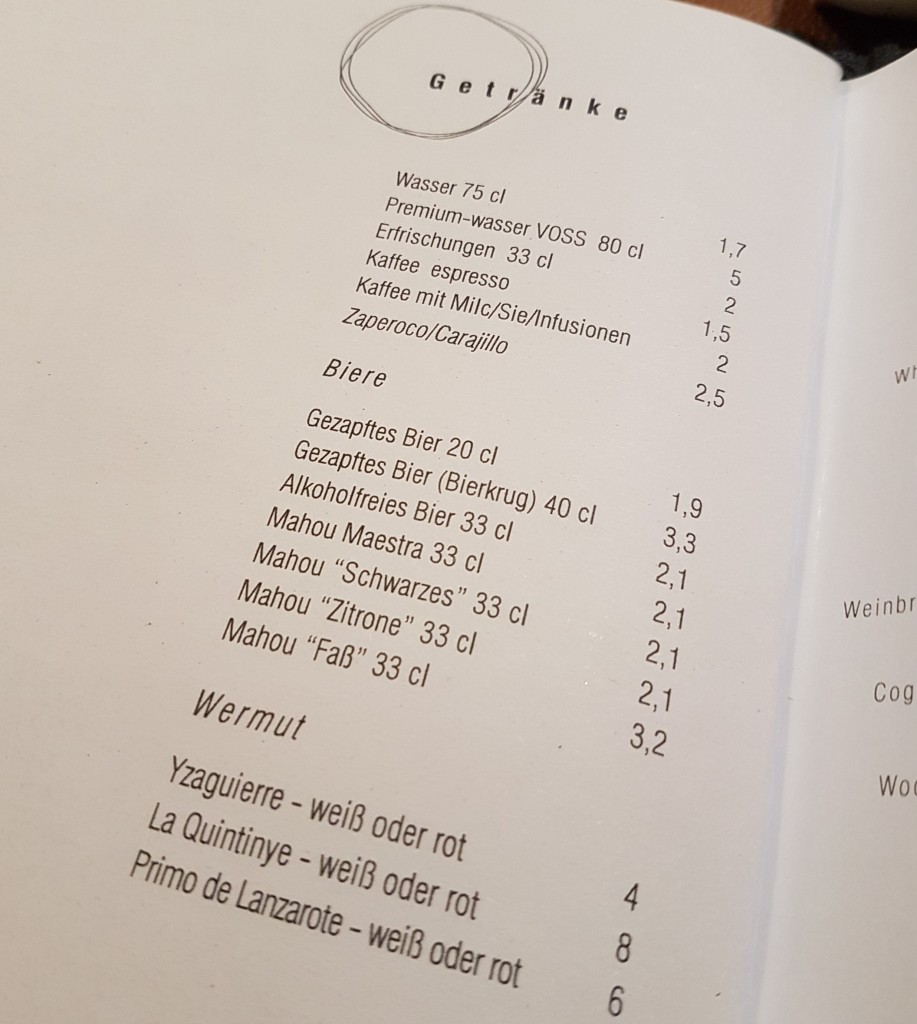 Getränke
Wasser 75 cl 1,7
Premium-wasser VOSS 80 cl 5
Erfrischungen 33 cl 2
Kaffee espresso 1,5
Kaffee mit Milc/Sie/Infusionen 2
Zaperoco/Carajillo 2,5
Biere
Gezapftes Bier 20 cl 1,9
Gezapftes Bier (Bierkrug) 40 cl 3,3
Alkoholfreies Bier 33 cl 2,1
Mahou Maestra 33 cl 2,1
Mahou “Schwarzes” 33 cl 2,1
Mahou “Zitrone” 33 cl 2,1
Mahou “Faß” 33 cl 3,2
Wermut
Yzaguierre - weiß oder rot 4
La Quintinye - weiß oder rot 8
Primo de Lanzarote - weiß oder rot 6